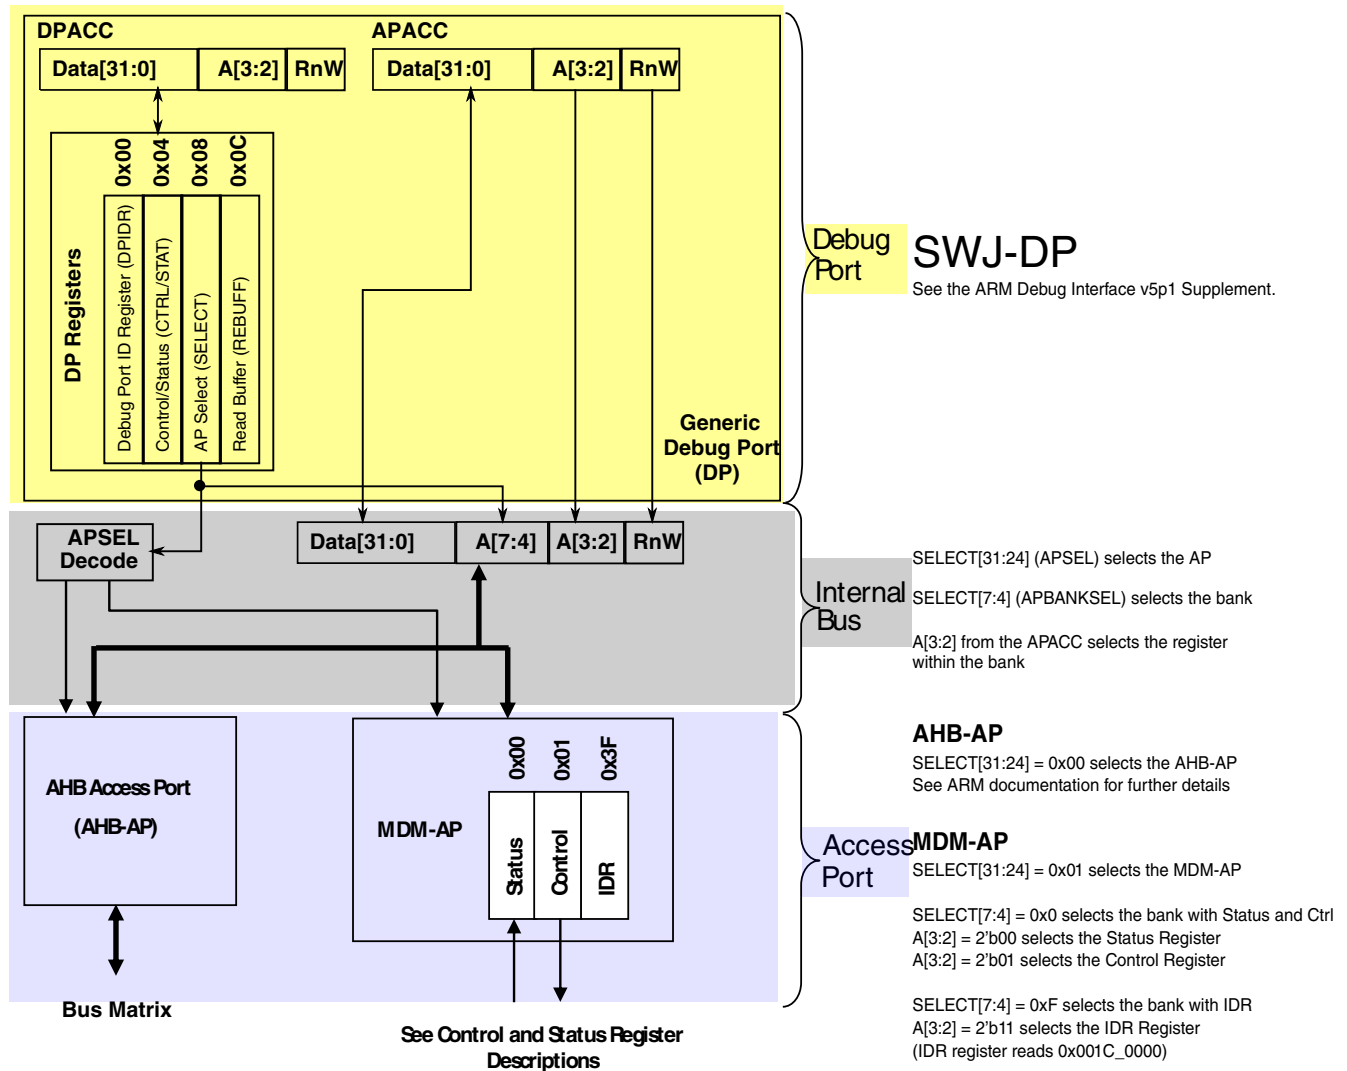 DPACC
APACC
Data[31:0] A[3:2] RnW
Data[31:0] A[3:2] RnW
0x00
0x04
0x08
0x0C
DP Registers
Debug Port ID Register (DPIDR)
Control/Status (CTRL/STAT)
AP Select (SELECT)
Read Buffer (REBUFF)
Generic
Debug Port
(DP)
Debug
Port
SWJ-DP
See the ARM Debug Interface v5p1 Supplement.
APSEL
Decode
Data[31:0] A[7:4] A[3:2] RnW
Internal
Bus
SELECT[31:24] (APSEL) selects the AP
SELECT[7:4] (APBANKSEL) selects the bank
A[3:2] from the APACC selects the register
within the bank
AHB Access Port
(AHB-AP)
Bus Matrix
MDM-AP
0x00
0x01
0x3F
Status
Control
IDR
See Control and Status Register
Descriptions
Access
Port
AHB-AP
SELECT[31:24] = 0x00 selects the AHB-AP
See ARM documentation for further details
MDM-AP
SELECT[31:24] = 0x01 selects the MDM-AP
SELECT[7:4] = 0x0 selects the bank with Status and Ctrl
A[3:2] = 2'b00 selects the Status Register
A[3:2] = 2'b01 selects the Control Register
SELECT[7:4] = 0xF selects the bank with IDR
A[3:2] = 2'b11 selects the IDR Register
(IDR register reads 0x001C_0000)